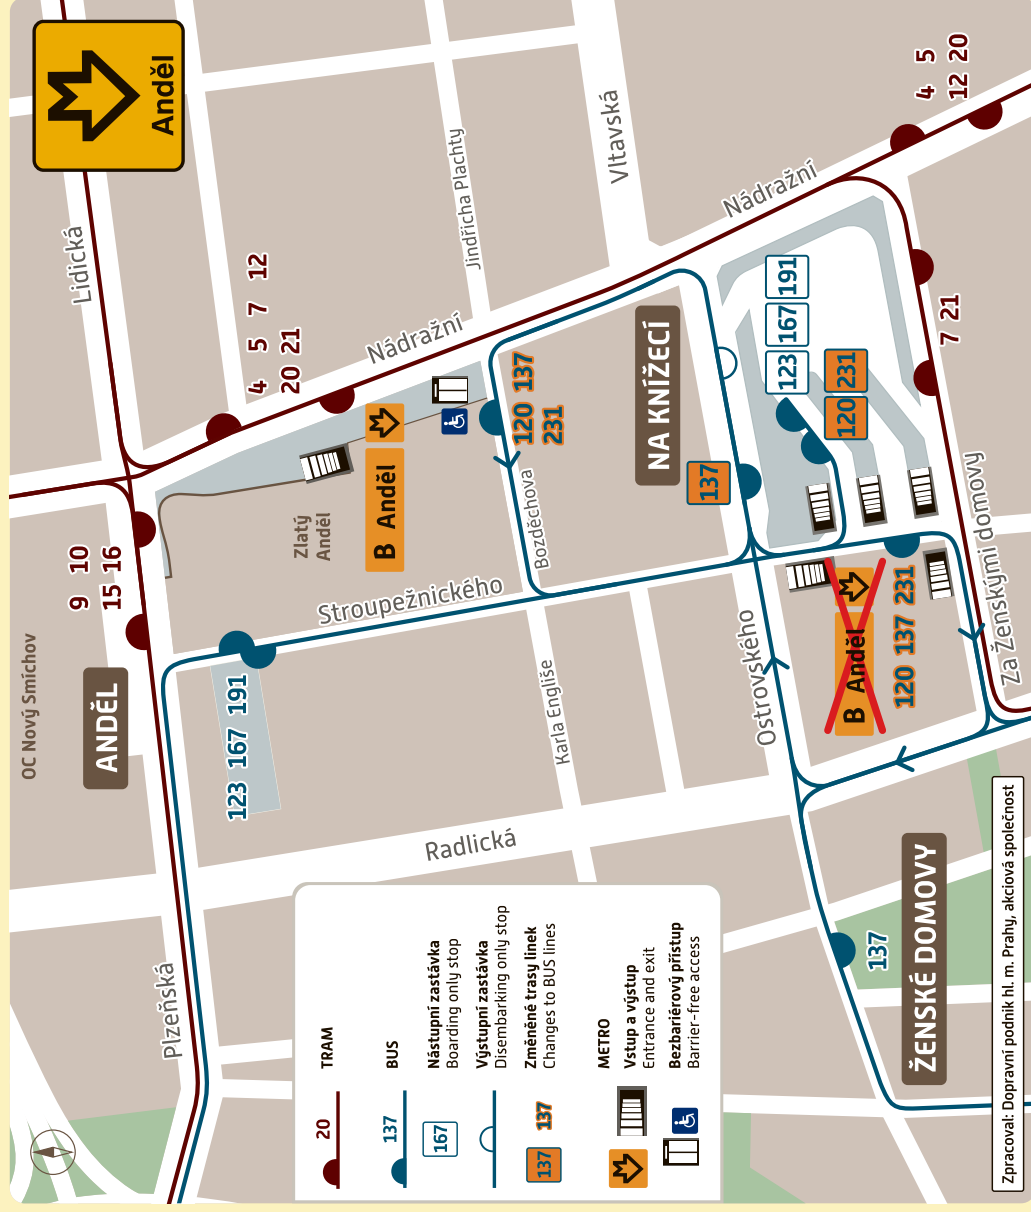 Anděl
Lidická
Jindřicha Plachty
Vltavská
4 5
12 20
Nádražní
4 5 7 12
20 21
Nádražní
7 21
123 167 191
120 231
NA KNÍŽECÍ
137
120 137
231
B Anděl
Zlatý
Anděl
Bozděchova
Stroupežnického
9 10
15 16
ANDĚL
OC Nový Smíchov
123 167 191
Karla Engliše
Ostrovského
B Anděl
120 137 231
Za Ženskými domovy
Radlická
Plzeňská
137
ŽENSKÉ DOMOVY
20
TRAM
137
BUS
167
Nástupní zastávka
Boarding only stop
Výstupní zastávka
Disembarking only stop
137 137
Změněné trasy linek
Changes to BUS lines
METRO
Vstup a výstup
Entrance and exit
Bezbariérový přístup
Barrier-free access
Zpracoval: Dopravní podnik hl. m. Prahy, akciová společnost